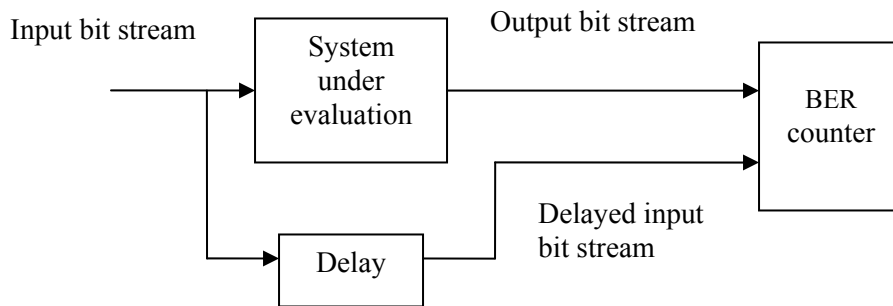 Input bit stream
System
under
evaluation
Output bit stream
BER
counter
Delay
Delayed input
bit stream